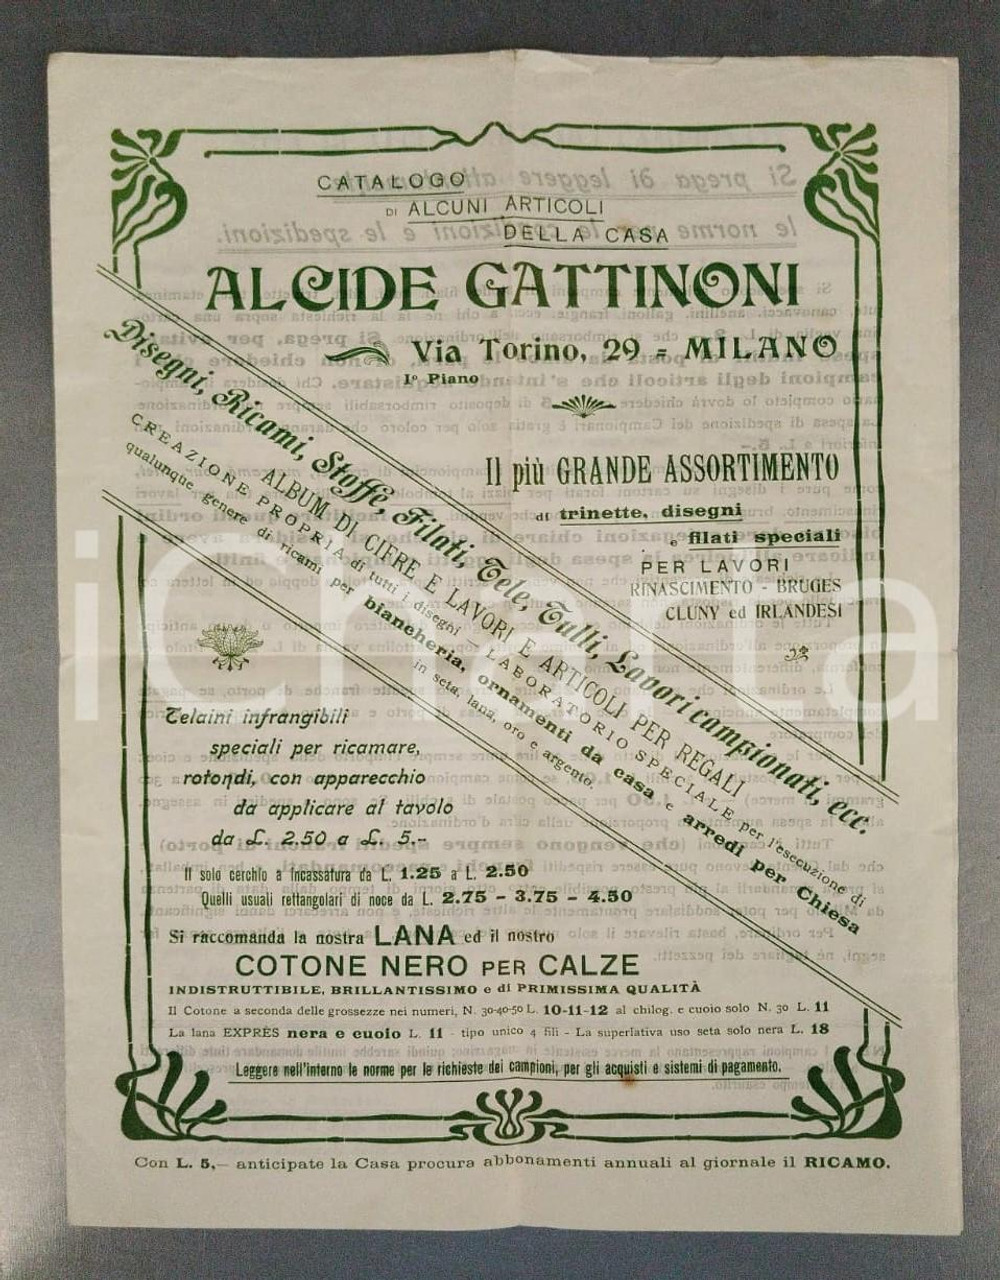 CATALOGO
DI ALCUNI ARTICOLI
DELLA CASA
ALCIDE GATTINONI
Via Torino, 29 = MILANO
1º Piano
Disegni, Ricami, Stoffe, Filati, Tele, Tulli, Lavori campionati, ecc.
ALBUM DI CIFRE E LAVORI E ARTICOLI PER REGALI
CREAZIONE PROPRIA di tutti i disegni - LABORATORIO SPECIALE per l'esecuzione di
qualunque genere di ricami per biancheria, ornamenti da casa e arredi per Chiesa
in seta, lana, oro e argento.
Il più GRANDE ASSORTIMENTO
di trinette, disegni
e filati speciali
PER LAVORI
RINASCIMENTO - BRUGES
CLUNY ed IRLANDESI
Telaini infrangibili
speciali per ricamare,
rotondi, con apparecchio
da applicare al tavolo
da L. 2.50 a L. 5.-
Il solo cerchio a incassatura da L. 1.25 a L. 2.50
Quelli usuali rettangolari di noce da L. 2.75 - 3.75 - 4.50
Si raccomanda la nostra LANA ed il nostro
COTONE NERO PER CALZE
INDISTRUTTIBILE, BRILLANTISSIMO e di PRIMISSIMA QUALITÀ
Il Cotone a seconda delle grossezze nei numeri, N. 30-40-50 L. 10-11-12 al chilog. e cuoio solo N. 30 L. 11
La lana EXPRÈS nera e cuoio L. 11 - tipo unico 4 fili - La superlativa uso seta solo nera L. 18
Leggere nell'interno le norme per le richieste dei campioni, per gli acquisti e sistemi di pagamento.
Con L. 5,- anticipate la Casa procura abbonamenti annuali al giornale il RICAMO.
iCharta